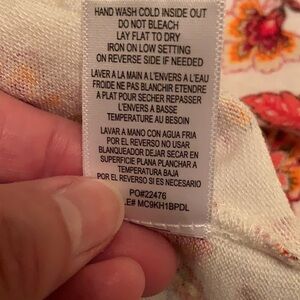 HAND WASH COLD INSIDE OUT
DO NOT BLEACH
LAY FLAT TO DRY
IRON ON LOW SETTING
ON REVERSE SIDE IF NEEDED
LAVER A LA MAIN A L'ENVERS A L'EAU
FROIDE NE PAS BLANCHIR ETENDRE
A PLAT POUR SECHER REPASSER
L'ENVERS A BASSE
TEMPERATURE AU BESOIN
LAVAR A MANO CON AGUA FRIA
POR EL REVERSO NO USAR
BLANQUEADOR DEJAR SECAR EN
SUPERFICIE PLANA PLANCHAR A
TEMPERATURA BAJA
POR EL REVERSO SI ES NECESARIO
PO#22476
LE# MC9KH1BPDL